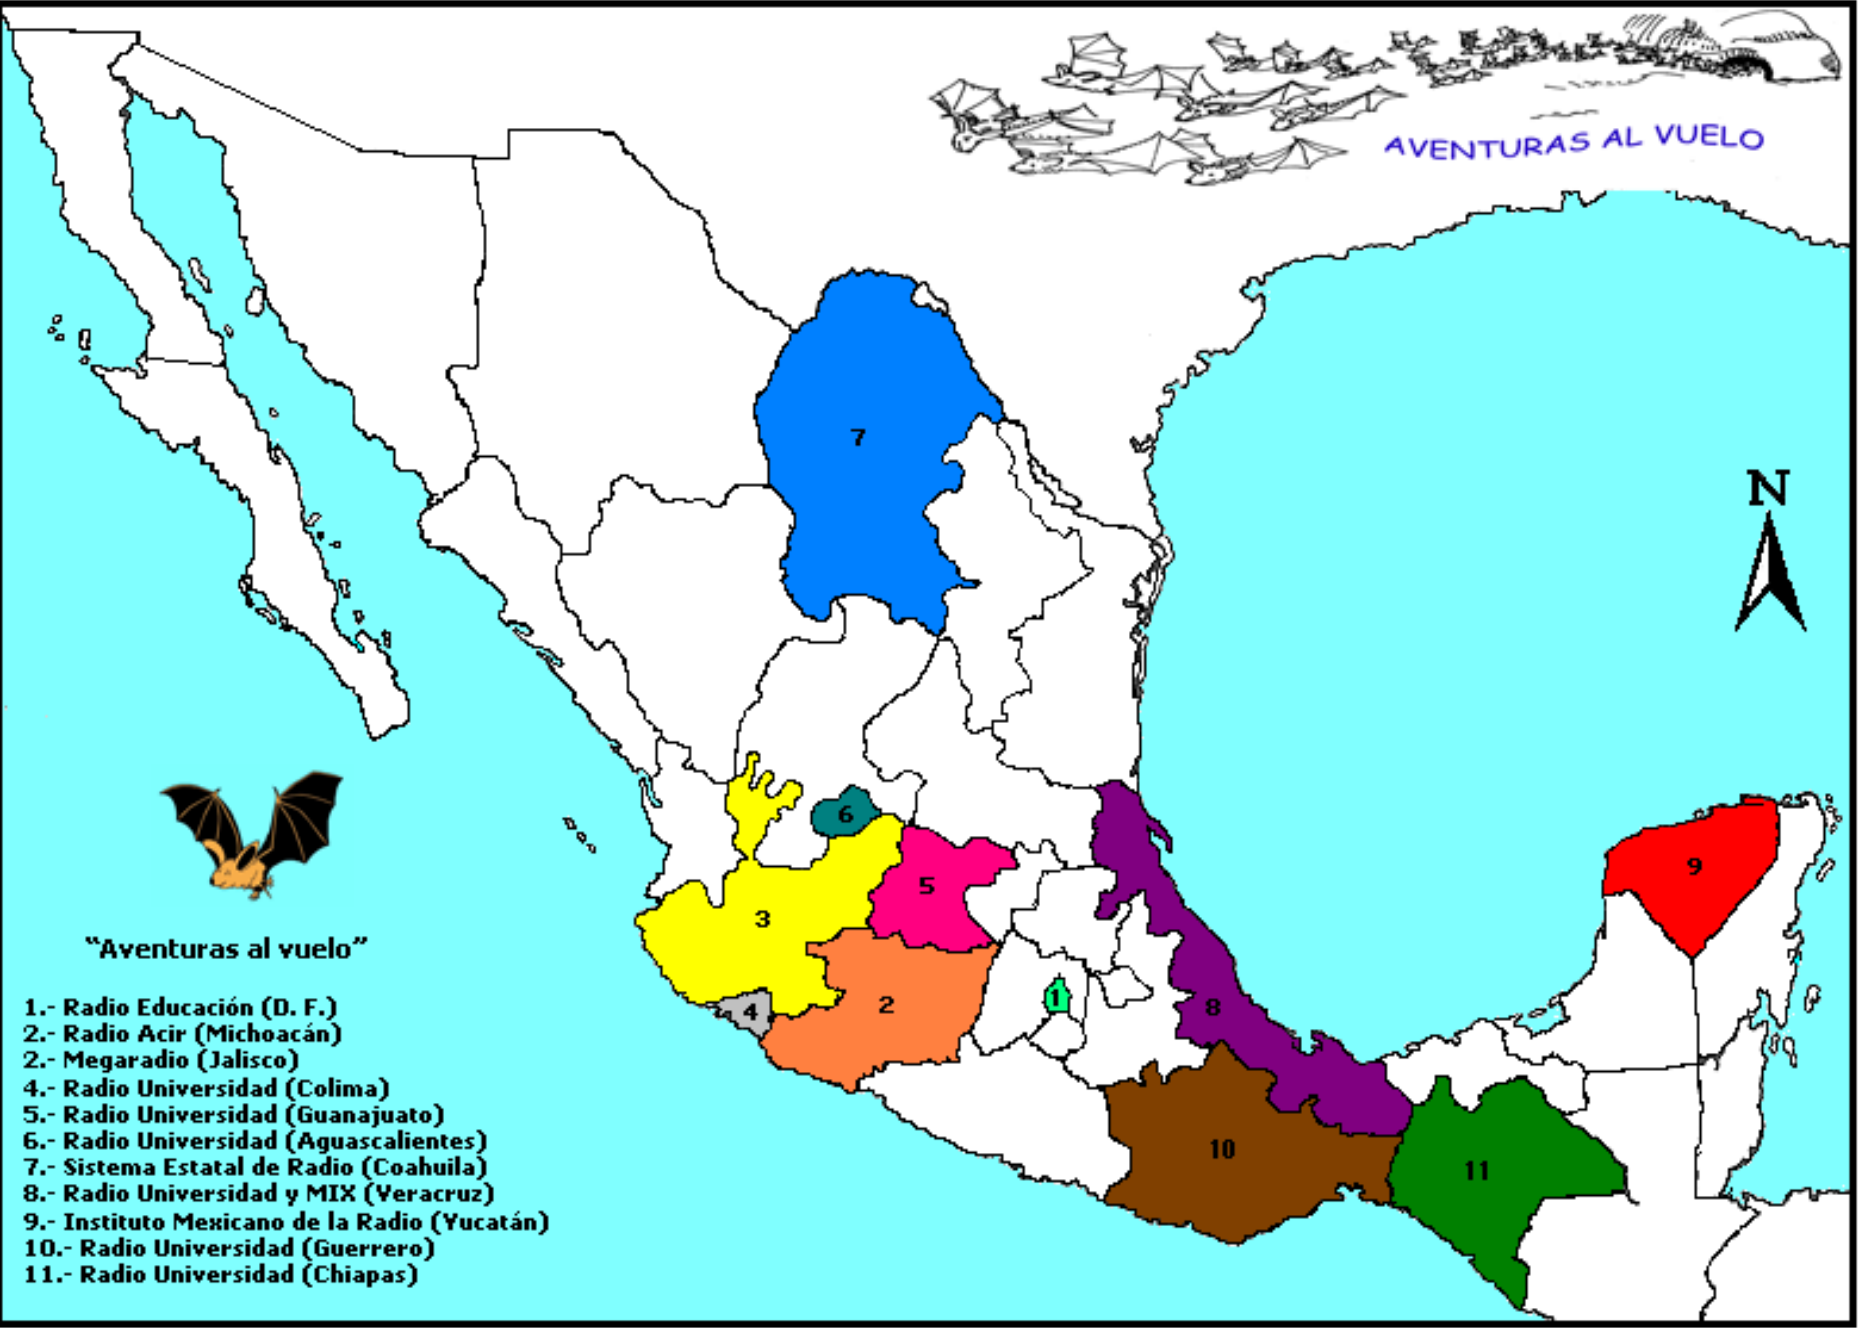 AVENTURAS AL VUELO
N
7
6
5
9
3
1
2
4
8
10
11
“Aventuras al vuelo”
1.- Radio Educación (D. F.)
2.- Radio Acir (Michoacán)
2.- Megaradio (Jalisco)
4.- Radio Universidad (Colima)
5.- Radio Universidad (Guanajuato)
6.- Radio Universidad (Aguascalientes)
7.- Sistema Estatal de Radio (Coahuila)
8.- Radio Universidad y MIX (Veracruz)
9.- Instituto Mexicano de la Radio (Yucatán)
10.- Radio Universidad (Guerrero)
11.- Radio Universidad (Chiapas)